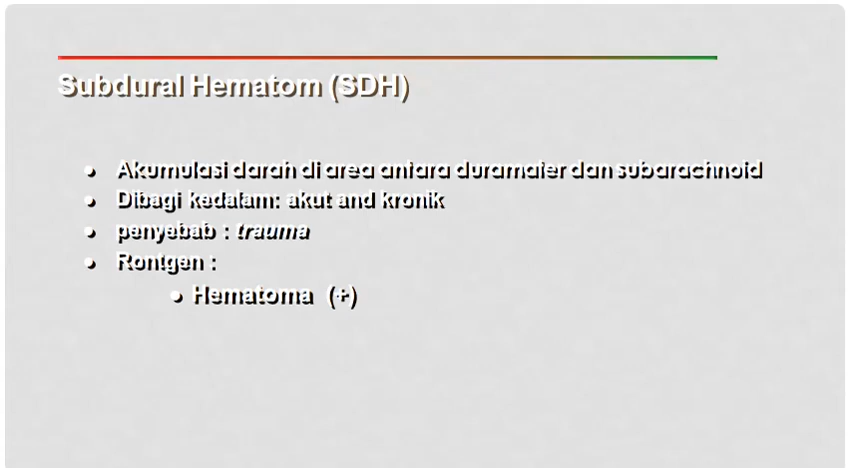 Subdural Hematom (SDH)
• Akumulasi darah di area antara duramater dan subarachnoid
• Dibagi kedalam: akut and kronik
• penyebab : trauma
• Rontgen :
• Hematoma (+)